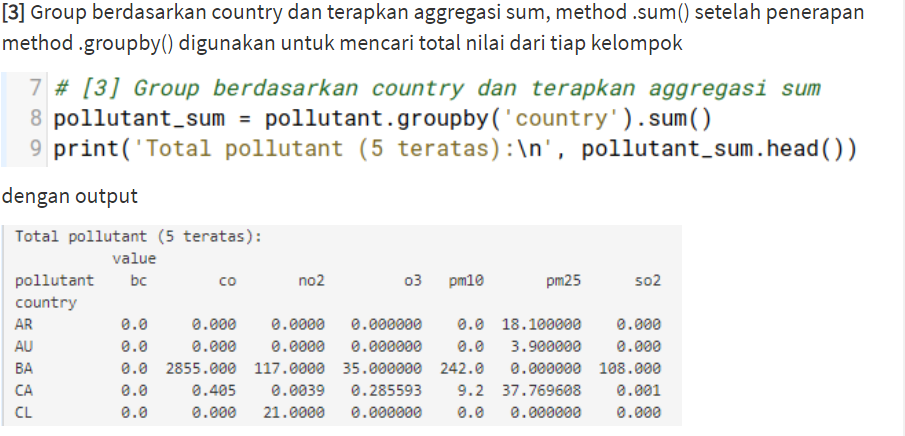 [3] Group berdasarkan country dan terapkan aggregasi sum, method .sum() setelah penerapan
method .groupby() digunakan untuk mencari total nilai dari tiap kelompok
7 # [3] Group berdasarkan country dan terapkan aggregasi sum
8 pollutant_sum = pollutant.groupby('country').sum()
9 print('Total pollutant (5 teratas):\n', pollutant_sum.head())
dengan output
Total pollutant (5 teratas):
value
pollutant bc co no2 o3 pm10 pm25 so2
country
AR 0.0 0.000 0.0000 0.000000 0.0 18.100000 0.000
AU 0.0 0.000 0.0000 0.000000 0.0 3.900000 0.000
BA 0.0 2855.000 117.0000 35.000000 242.0 0.000000 108.000
CA 0.0 0.405 0.0039 0.285593 9.2 37.769608 0.001
CL 0.0 0.000 21.0000 0.000000 0.0 0.000000 0.000